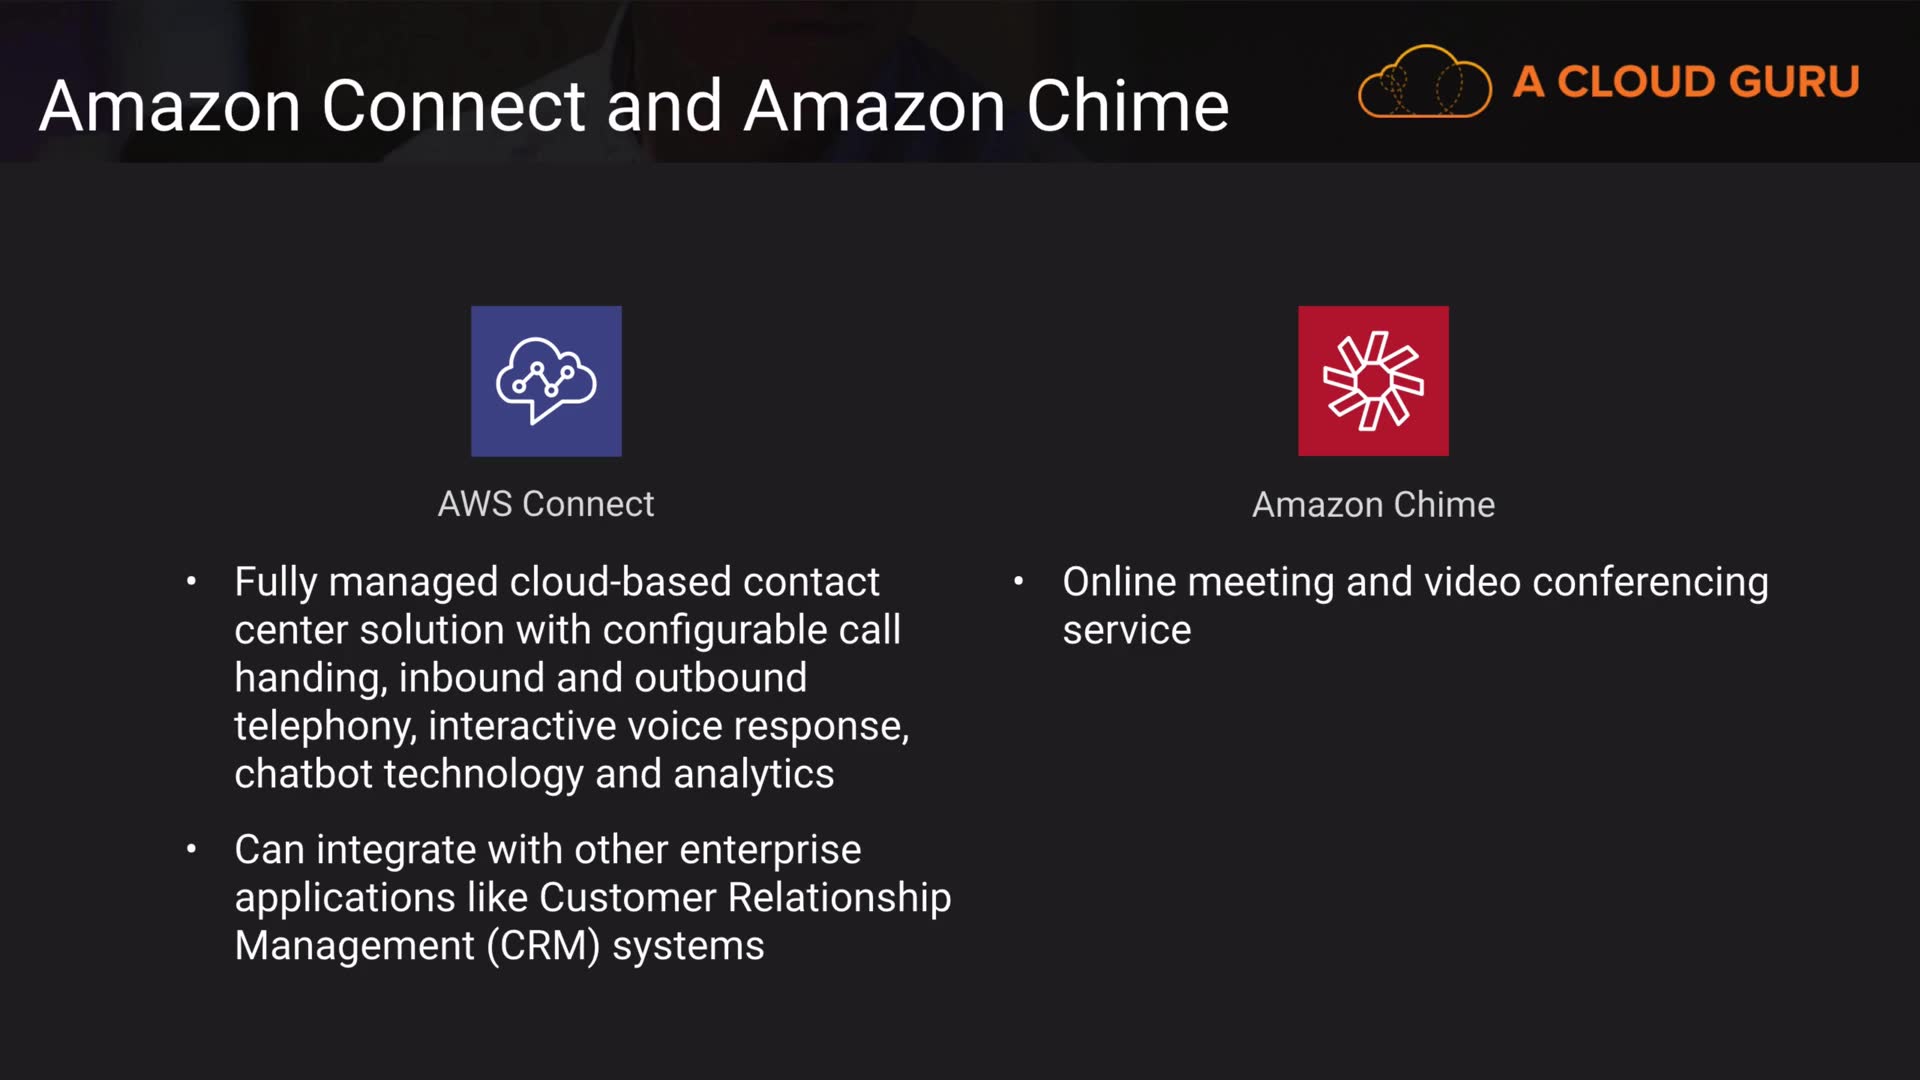 Amazon Connect and Amazon Chime
A CLOUD GURU
AWS Connect
• Fully managed cloud-based contact
center solution with configurable call
handing, inbound and outbound
telephony, interactive voice response,
chatbot technology and analytics
• Can integrate with other enterprise
applications like Customer Relationship
Management (CRM) systems
Amazon Chime
• Online meeting and video conferencing
service